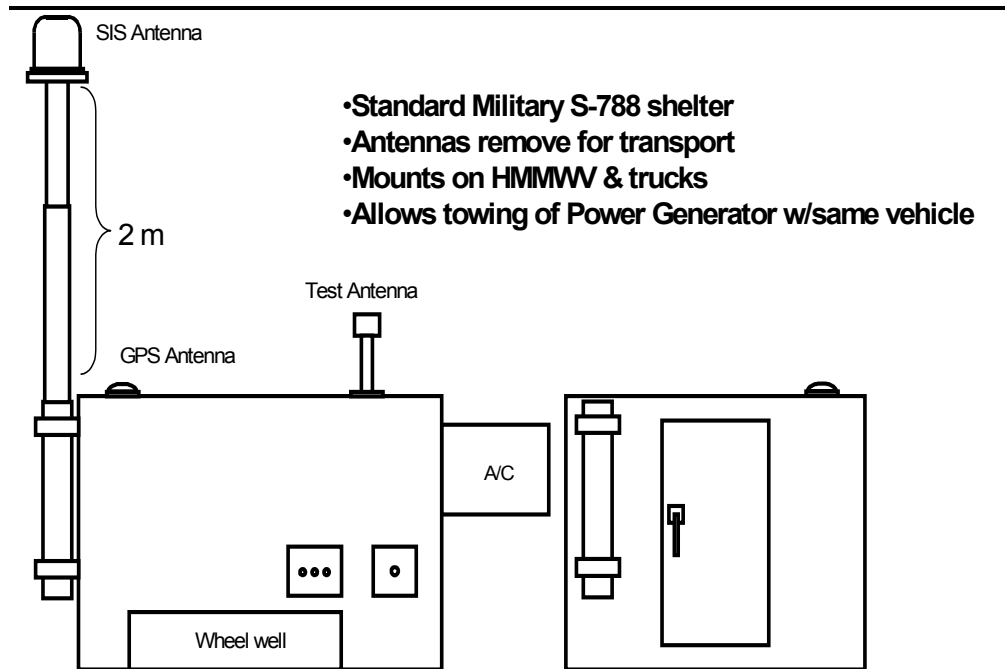 SIS Antenna
•Standard Military S-788 shelter
•Antennas remove for transport
•Mounts on HMMWV & trucks
•Allows towing of Power Generator w/same vehicle
2 m
Test Antenna
GPS Antenna
A/C
Wheel well